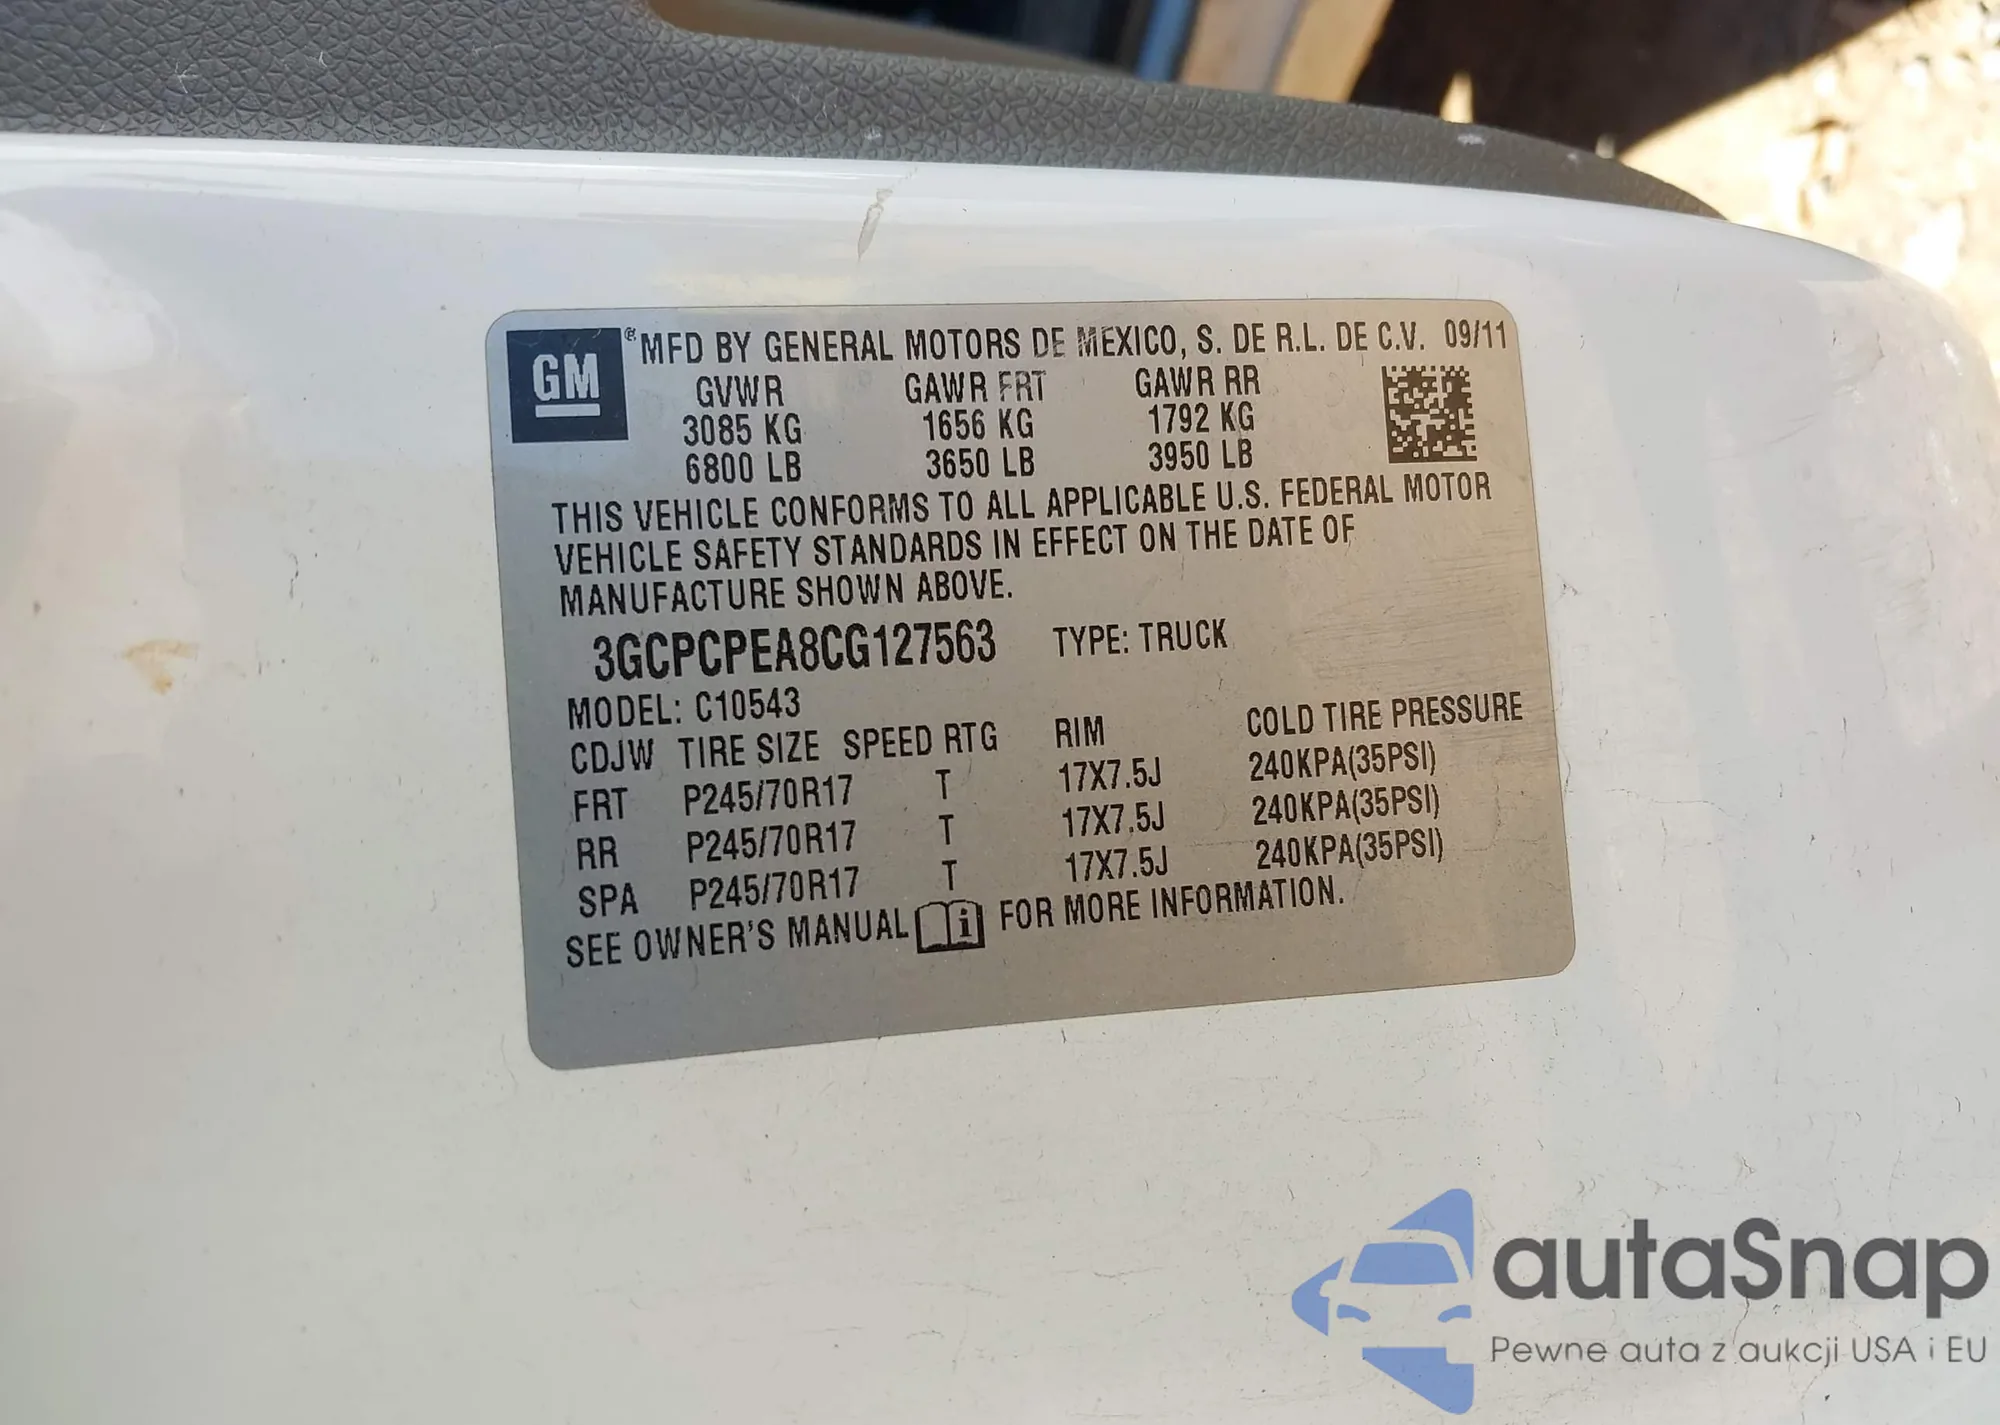 GM
® MFD BY GENERAL MOTORS DE MEXICO, S. DE R.L. DE C.V. 09/11
GVWR GAWR FRT GAWR RR
3085 KG 1656 KG 1792 KG
6800 LB 3650 LB 3950 LB
THIS VEHICLE CONFORMS TO ALL APPLICABLE U.S. FEDERAL MOTOR
VEHICLE SAFETY STANDARDS IN EFFECT ON THE DATE OF
MANUFACTURE SHOWN ABOVE.
3GCPCPEA8CG127563 TYPE: TRUCK
MODEL: C10543
CDJW TIRE SIZE SPEED RTG RIM COLD TIRE PRESSURE
FRT P245/70R17 T 17X7.5J 240KPA(35PSI)
RR P245/70R17 T 17X7.5J 240KPA(35PSI)
SPA P245/70R17 T 17X7.5J 240KPA(35PSI)
SEE OWNER'S MANUAL i FOR MORE INFORMATION.
autaSnap
Pewne auta z aukcji USA i EU